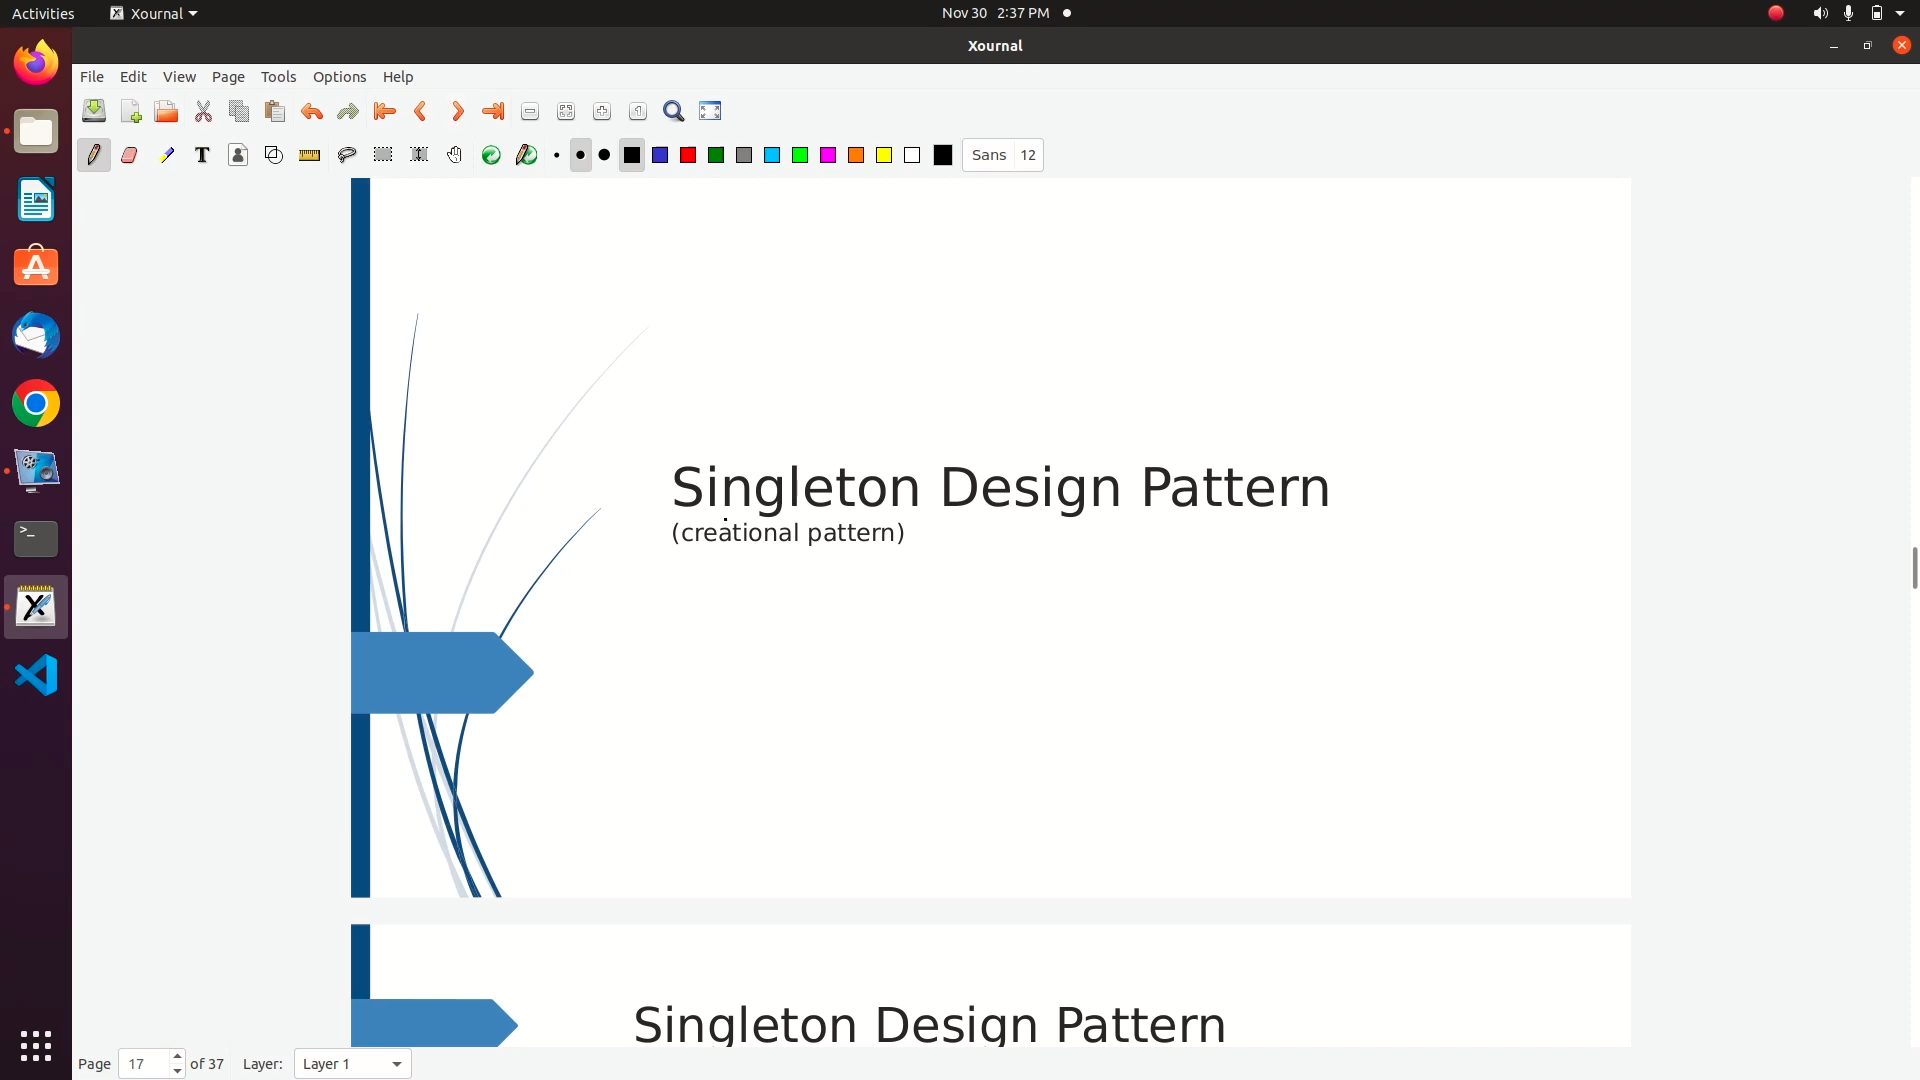 Activities Xournal Nov 30 2:37 PM
Xournal
File Edit View Page Tools Options Help
T Sans 12
Singleton Design Pattern
(creational pattern)
Singleton Design Pattern
Page 17 of 37 Layer: Layer 1